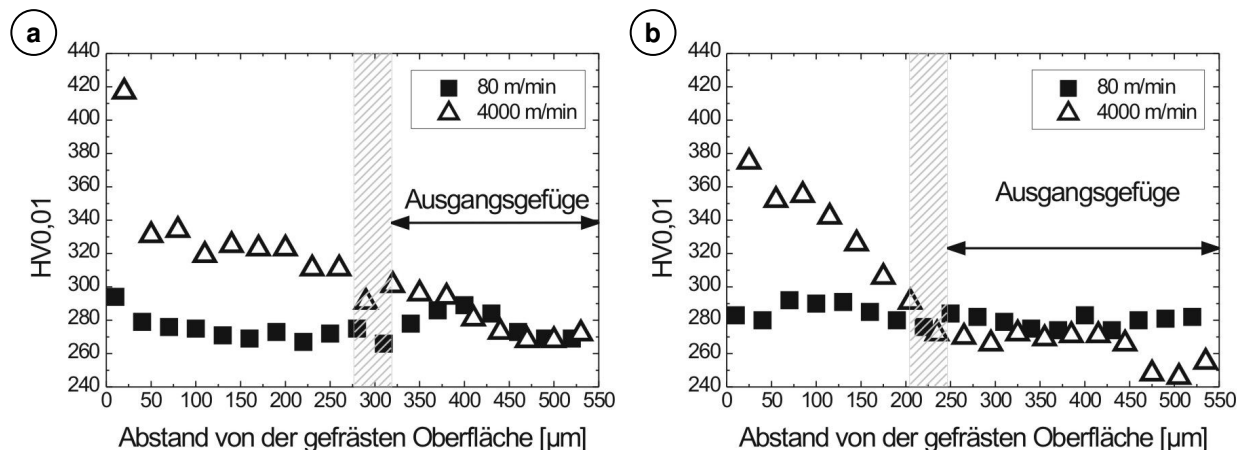 a
440
420
400
380
360
340
320
300
280
260
240
HV0,01
80 m/min
4000 m/min
Ausgangsgefüge
0 50 100 150 200 250 300 350 400 450 500 550
Abstand von der gefrästen Oberfläche [µm]
b
440
420
400
380
360
340
320
300
280
260
240
HV0,01
80 m/min
4000 m/min
Ausgangsgefüge
0 50 100 150 200 250 300 350 400 450 500 550
Abstand von der gefrästen Oberfläche [µm]